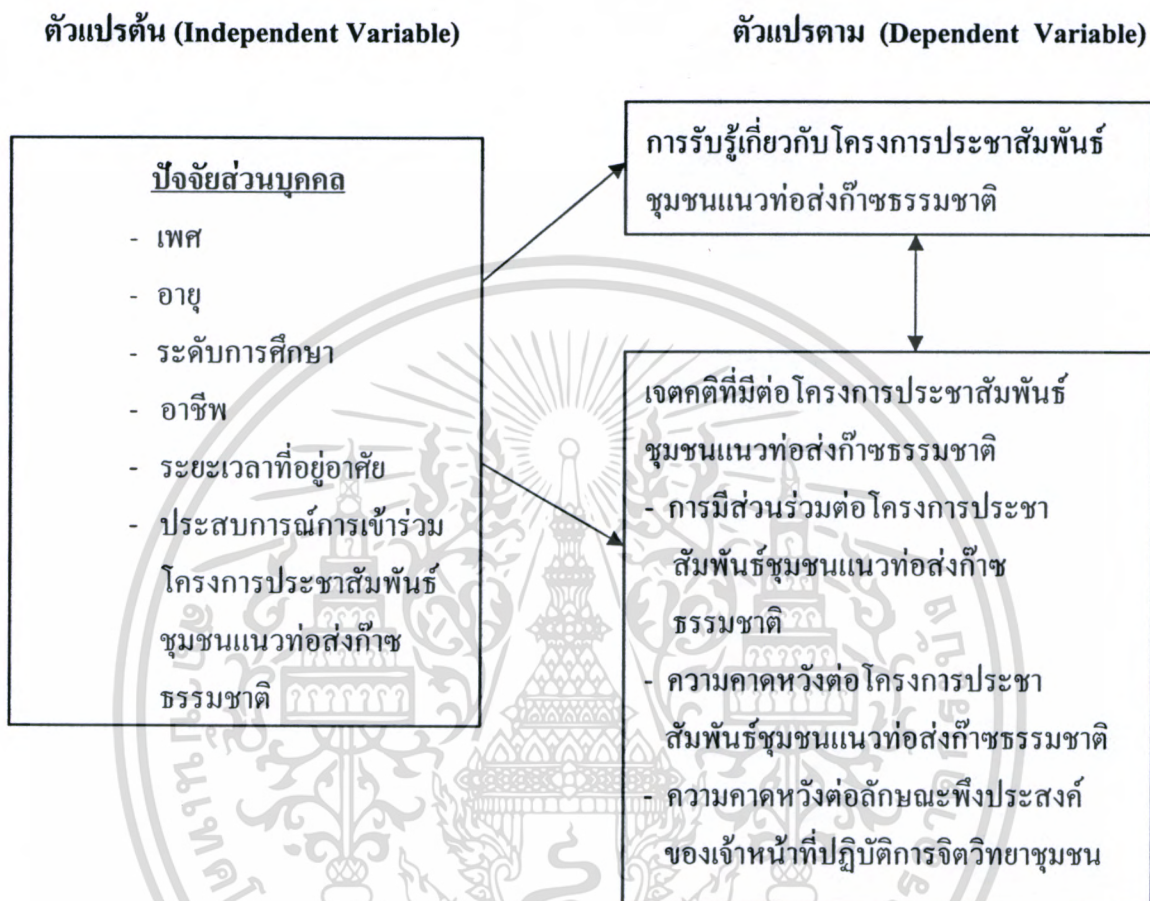 ตัวแปรต้น (Independent Variable)
ตัวแปรตาม (Dependent Variable)
ปัจจัยส่วนบุคคล
- เพศ
- อายุ
- ระดับการศึกษา
- อาชีพ
- ระยะเวลาที่อยู่อาศัย
- ประสบการณ์การเข้าร่วม
โครงการประชาสัมพันธ์
ชุมชนแนวท่อส่งก๊าซ
ธรรมชาติ
การรับรู้เกี่ยวกับโครงการประชาสัมพันธ์
ชุมชนแนวท่อส่งก๊าซธรรมชาติ
เจตคติที่มีต่อโครงการประชาสัมพันธ์
ชุมชนแนวท่อส่งก๊าซธรรมชาติ
- การมีส่วนร่วมต่อโครงการประชา
สัมพันธ์ชุมชนแนวท่อส่งก๊าซ
ธรรมชาติ
- ความคาดหวังต่อโครงการประชา
สัมพันธ์ชุมชนแนวท่อส่งก๊าซธรรมชาติ
- ความคาดหวังต่อลักษณะพึงประสงค์
ของเจ้าหน้าที่ปฏิบัติการจิตวิทยาชุมชน